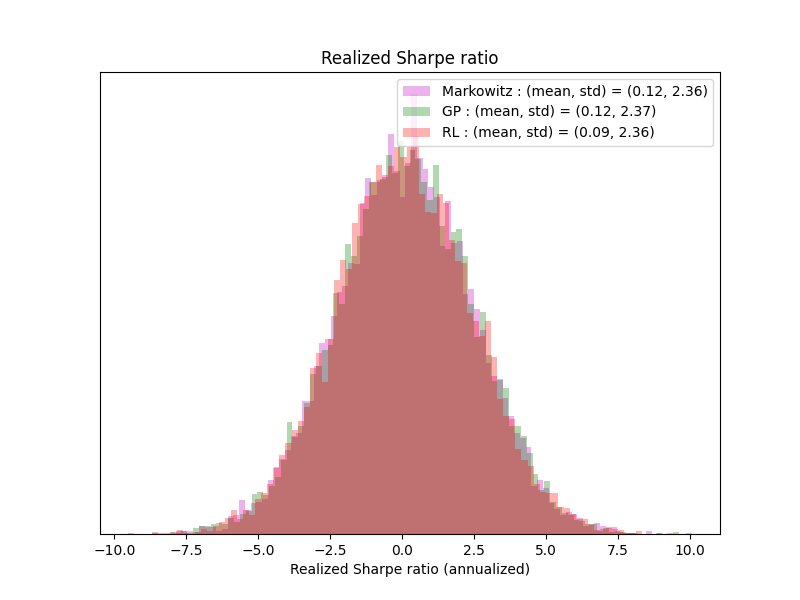 Realized Sharpe ratio
Markowitz : (mean, std) = (0.12, 2.36)
GP : (mean, std) = (0.12, 2.37)
RL : (mean, std) = (0.09, 2.36)
−10.0 −7.5 −5.0 −2.5 0.0 2.5 5.0 7.5 10.0
Realized Sharpe ratio (annualized)